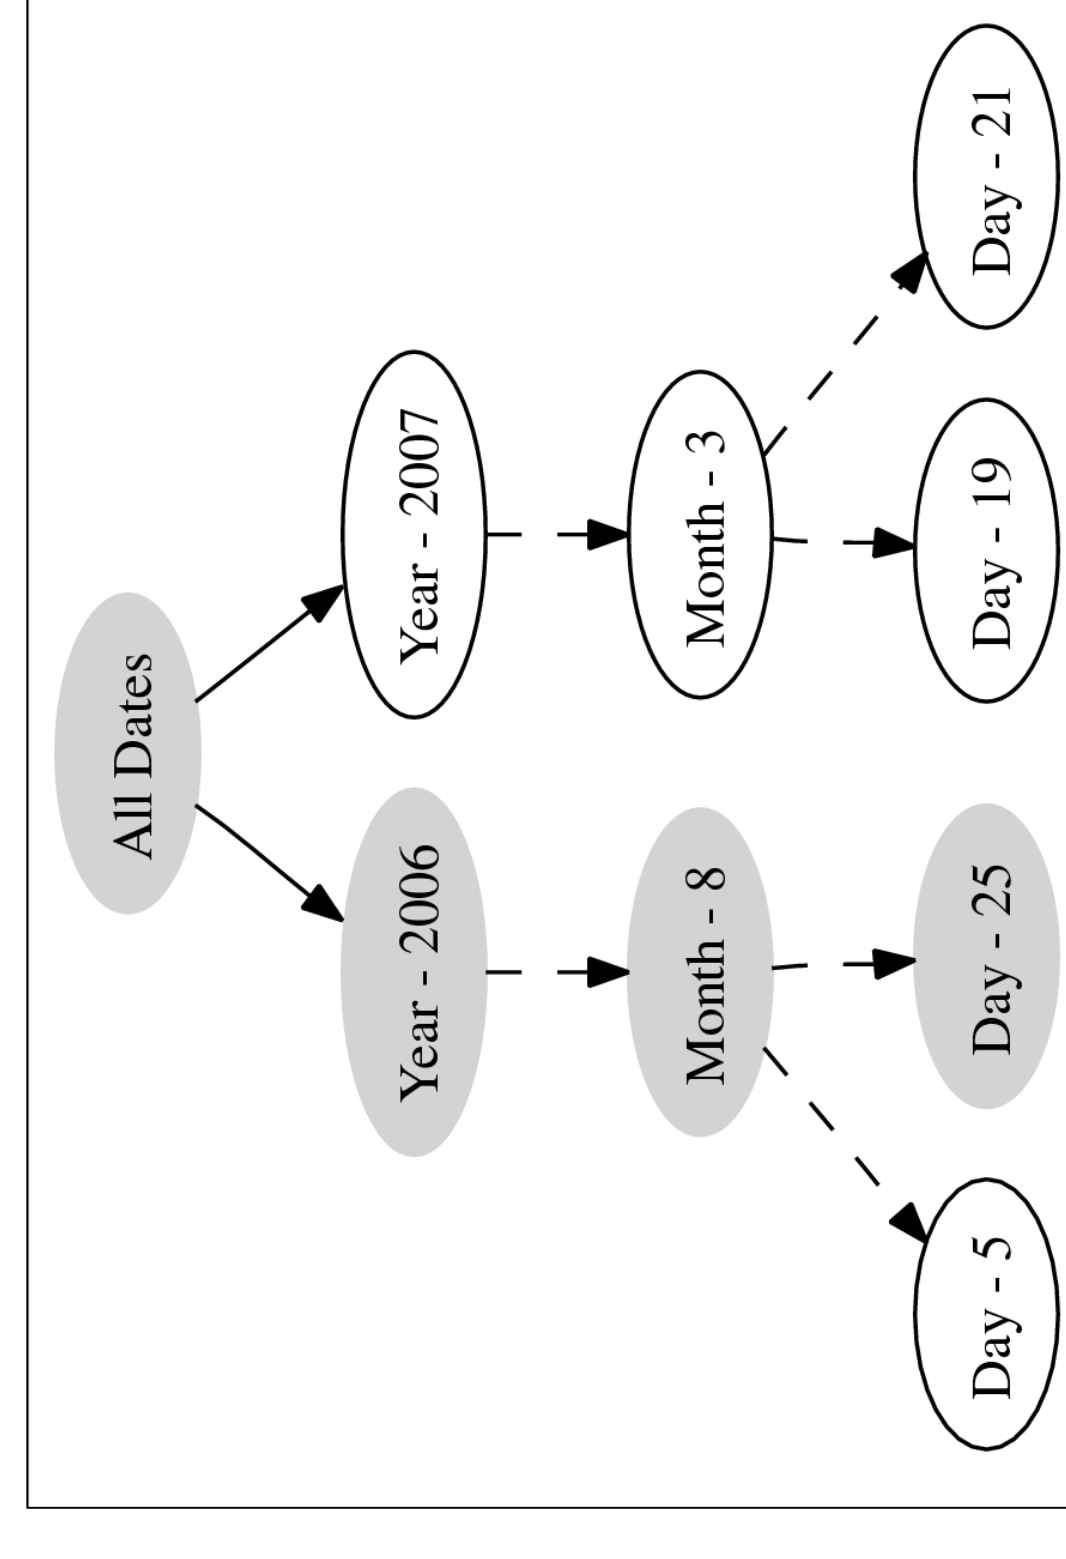 All Dates
Year - 2006
Year - 2007
Month - 8
Month - 3
Day - 5
Day - 25
Day - 19
Day - 21